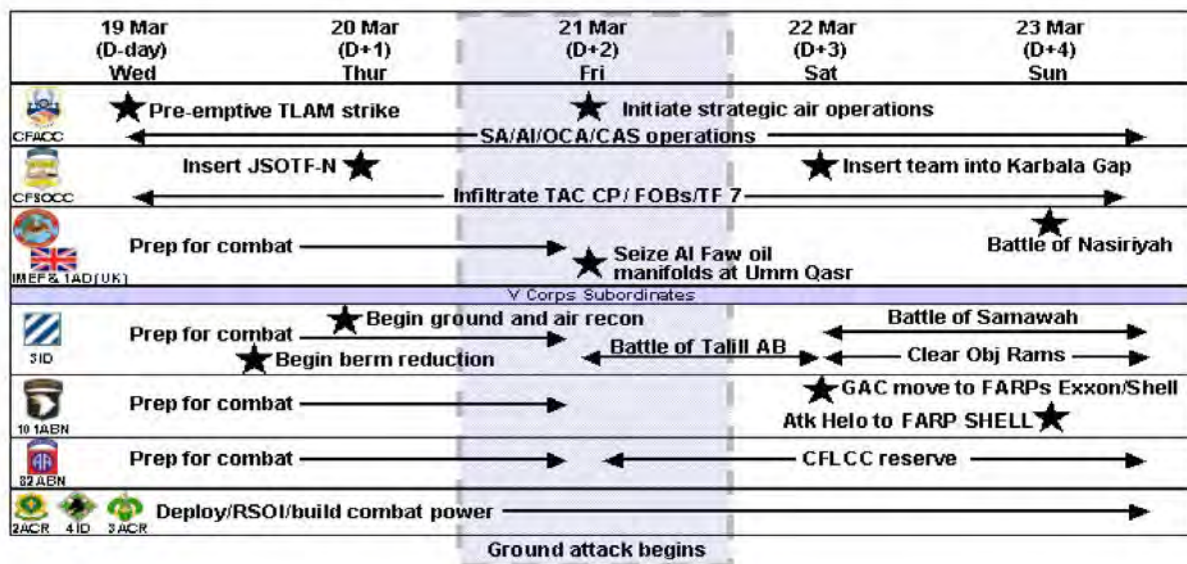 19 Mar
(D-day)
Wed
20 Mar
(D+1)
Thur
21 Mar
(D+2)
Fri
22 Mar
(D+3)
Sat
23 Mar
(D+4)
Sun
CFACC
Pre-emptive TLAM strike
Initiate strategic air operations
SA/AI/OCA/CAS operations
CFSOCC
Insert JSOTF-N
Insert team into Karbala Gap
Infiltrate TAC CP/ FOBs/TF 7
IMEF & 1AD(UK)
Prep for combat
Seize Al Faw oil
manifolds at Umm Qasr
Battle of Nasiriyah
V Corps Subordinates
3ID
Prep for combat
Begin ground and air recon
Begin berm reduction
Battle of Talill AB
Battle of Samawah
Clear Obj Rams
101ABN
Prep for combat
GAC move to FARPs Exxon/Shell
Atk Helo to FARP SHELL
AA
82ABN
Prep for combat
CFLCC reserve
2ACR 4ID 3ACR
Deploy/RSOI/build combat power
Ground attack begins